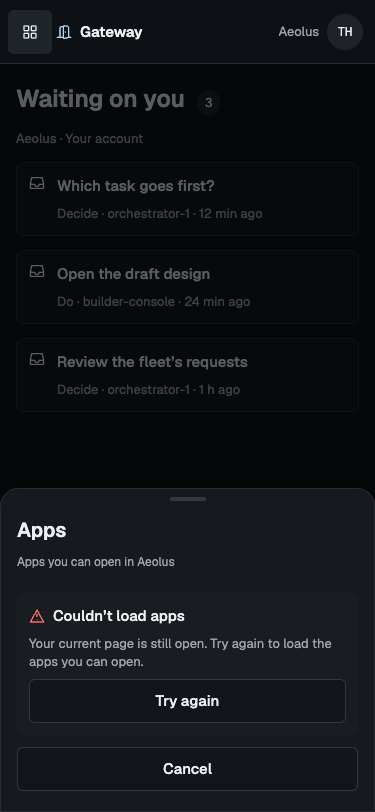 Gateway
Aeolus
TH
Waiting on you 3
Aeolus · Your account
Which task goes first?
Decide · orchestrator-1 · 12 min ago
Open the draft design
Do · builder-console · 24 min ago
Review the fleet’s requests
Decide · orchestrator-1 · 1 h ago
Apps
Apps you can open in Aeolus
Couldn’t load apps
Your current page is still open. Try again to load the
apps you can open.
Try again
Cancel